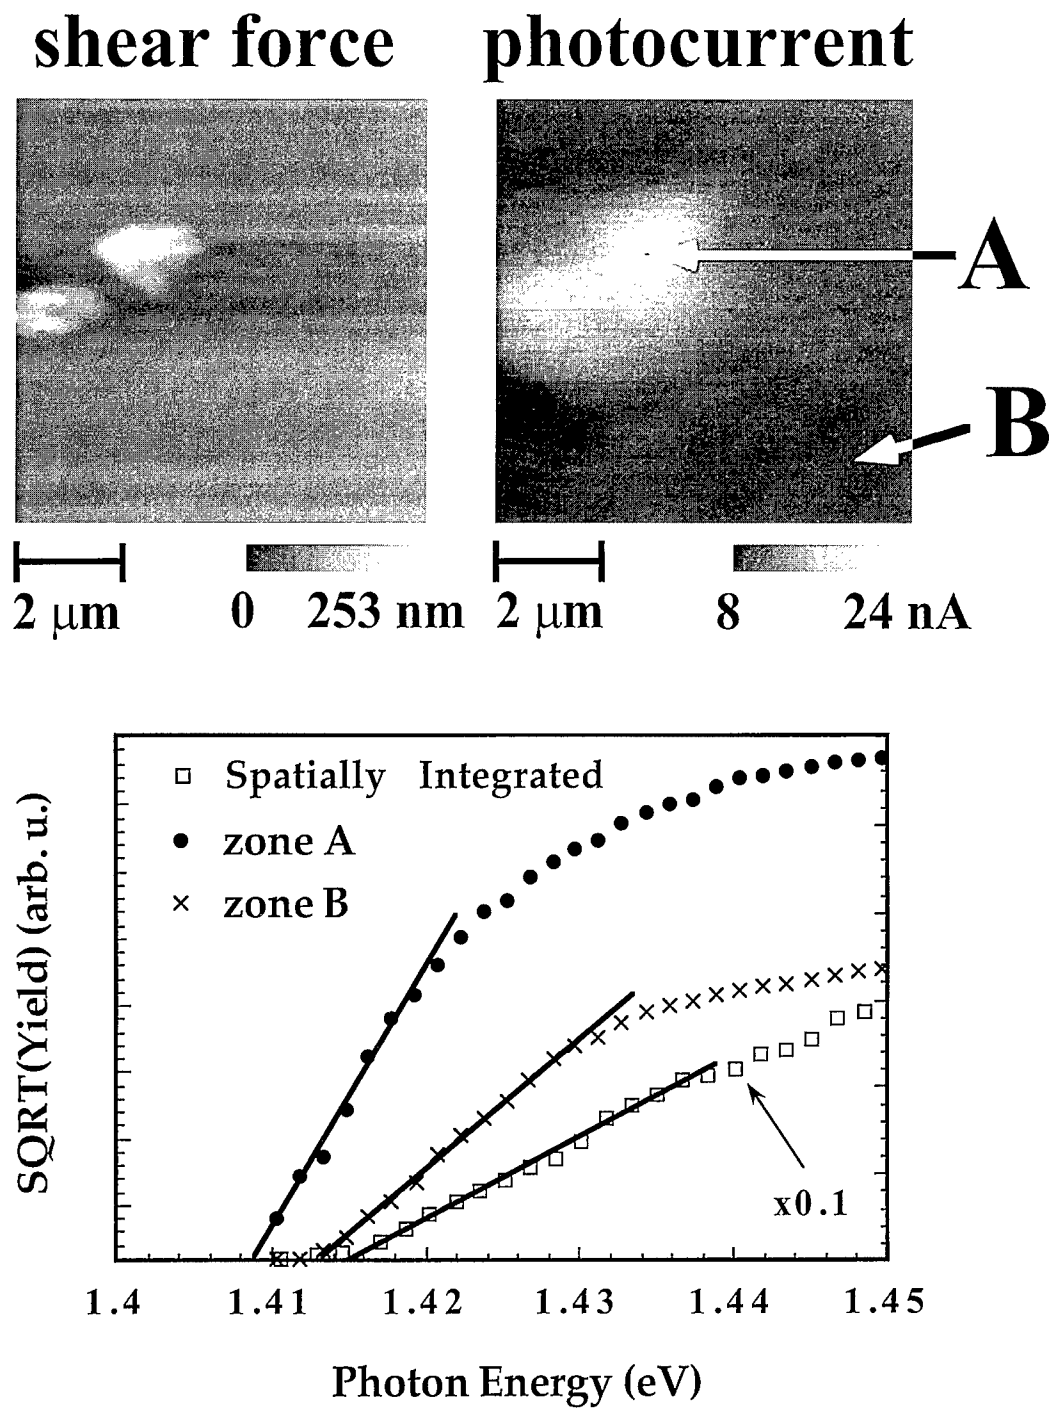 shear force photocurrent
A
B
2 μm 0 253 nm 2 μm 8 24 nA
Spatially Integrated
zone A
zone B
SQRT(Yield) (arb. u.)
x0.1
1.4 1.41 1.42 1.43 1.44 1.45
Photon Energy (eV)